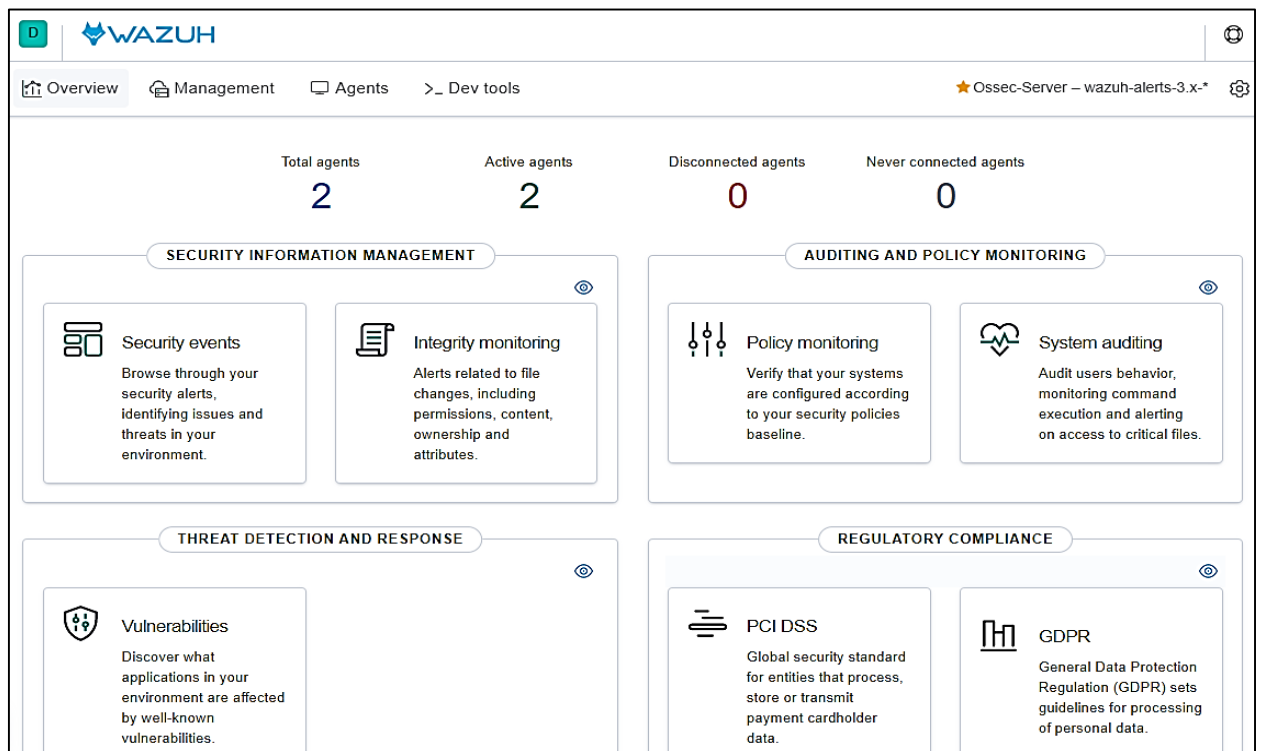 D
WAZUH
Overview
Management
Agents
>_ Dev tools
Ossec-Server – wazuh-alerts-3.x-*
Total agents
2
Active agents
2
Disconnected agents
0
Never connected agents
0
SECURITY INFORMATION MANAGEMENT
Security events
Browse through your
security alerts,
identifying issues and
threats in your
environment.
Integrity monitoring
Alerts related to file
changes, including
permissions, content,
ownership and
attributes.
AUDITING AND POLICY MONITORING
Policy monitoring
Verify that your systems
are configured according
to your security policies
baseline.
System auditing
Audit users behavior,
monitoring command
execution and alerting
on access to critical files.
THREAT DETECTION AND RESPONSE
Vulnerabilities
Discover what
applications in your
environment are affected
by well-known
vulnerabilities.
REGULATORY COMPLIANCE
PCI DSS
Global security standard
for entities that process,
store or transmit
payment cardholder
data.
GDPR
General Data Protection
Regulation (GDPR) sets
guidelines for processing
of personal data.